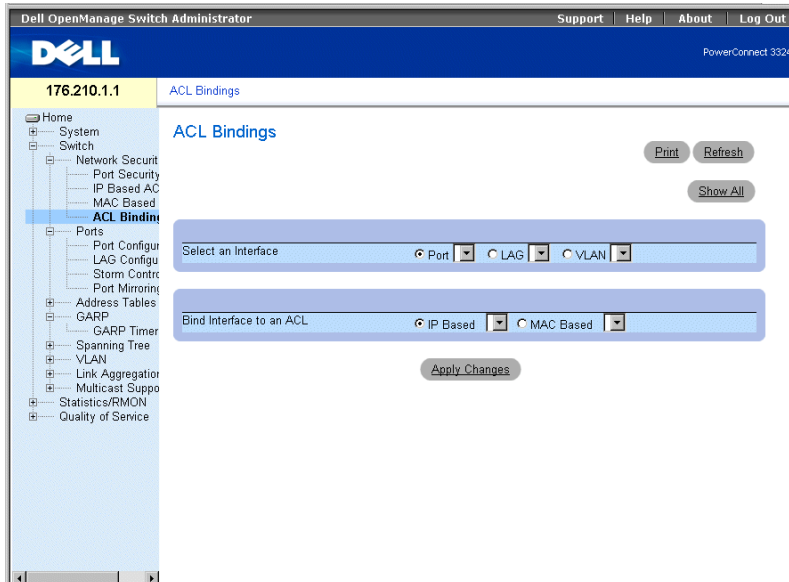 Dell OpenManage Switch Administrator Support Help About Log Out
DELL
PowerConnect 3324
176.210.1.1 ACL Bindings
Home
System
Switch
Network Securit
Port Security
IP Based AC
MAC Based
ACL Binding
Ports
Port Configur
LAG Configu
Storm Contro
Port Mirroring
Address Tables
GARP
GARP Timer
Spanning Tree
VLAN
Link Aggregation
Multicast Suppo
Statistics/RMON
Quality of Service
ACL Bindings
Print Refresh
Show All
Select an Interface Port LAG VLAN
Bind Interface to an ACL IP Based MAC Based
Apply Changes